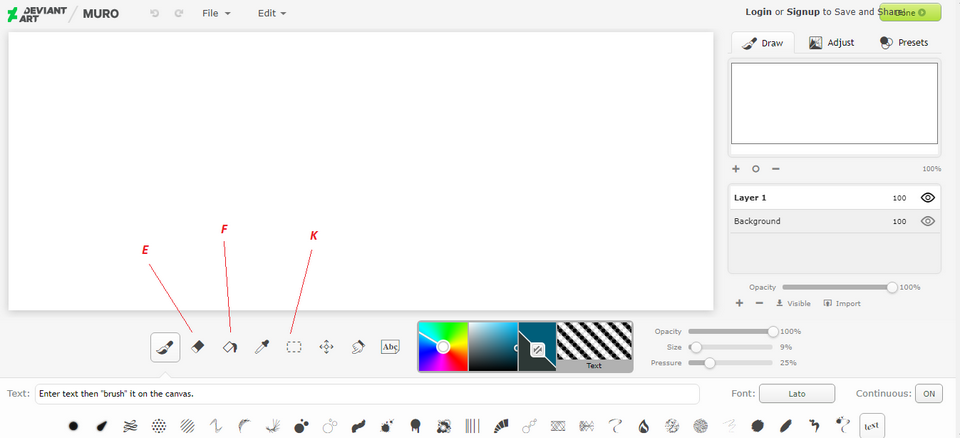 DEVIANT ART MURO File Edit Login or Signup to Save and Share! Done
Draw Adjust Presets
100%
Layer 1 100
Background 100
Opacity 100%
Visible Import
E
F
K
Abc
Text
Opacity 100%
Size 9%
Pressure 25%
Text: Enter text then "brush" it on the canvas. Font: Lato Continuous: ON
text